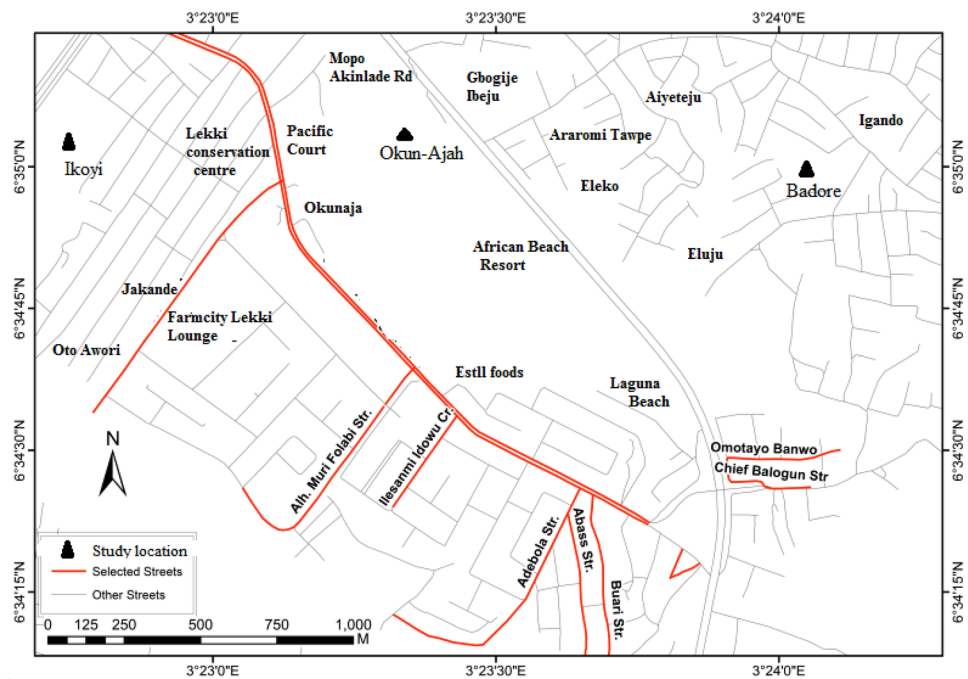 3°23'0"E 3°23'30"E 3°24'0"E
Mopo
Akinlade Rd
Gbogije
Ibeju
Aiyeteju
Igando
Lekki
conservation
centre
Pacific
Court
Araromi Tawpe
Ikoyi
Okun-Ajah
Badore
6°35'0"N
6°35'0"N
Eleko
Okunaja
African Beach
Resort
Eluju
Jakande
6°34'45"N
6°34'45"N
Farmcity Lekki
Lounge
Oto Awori
Estll foods
Laguna
Beach
N
Alh. Muri Folabi Str.
Illesanmi Idowu Cr.
6°34'30"N
6°34'30"N
Omotayo Banwo
Chief Balogun Str
Adebola Str.
Abass Str.
Buari Str.
Study location
Selected Streets
Other Streets
6°34'15"N
6°34'15"N
0 125 250 500 750 1,000
M
3°23'0"E 3°23'30"E 3°24'0"E